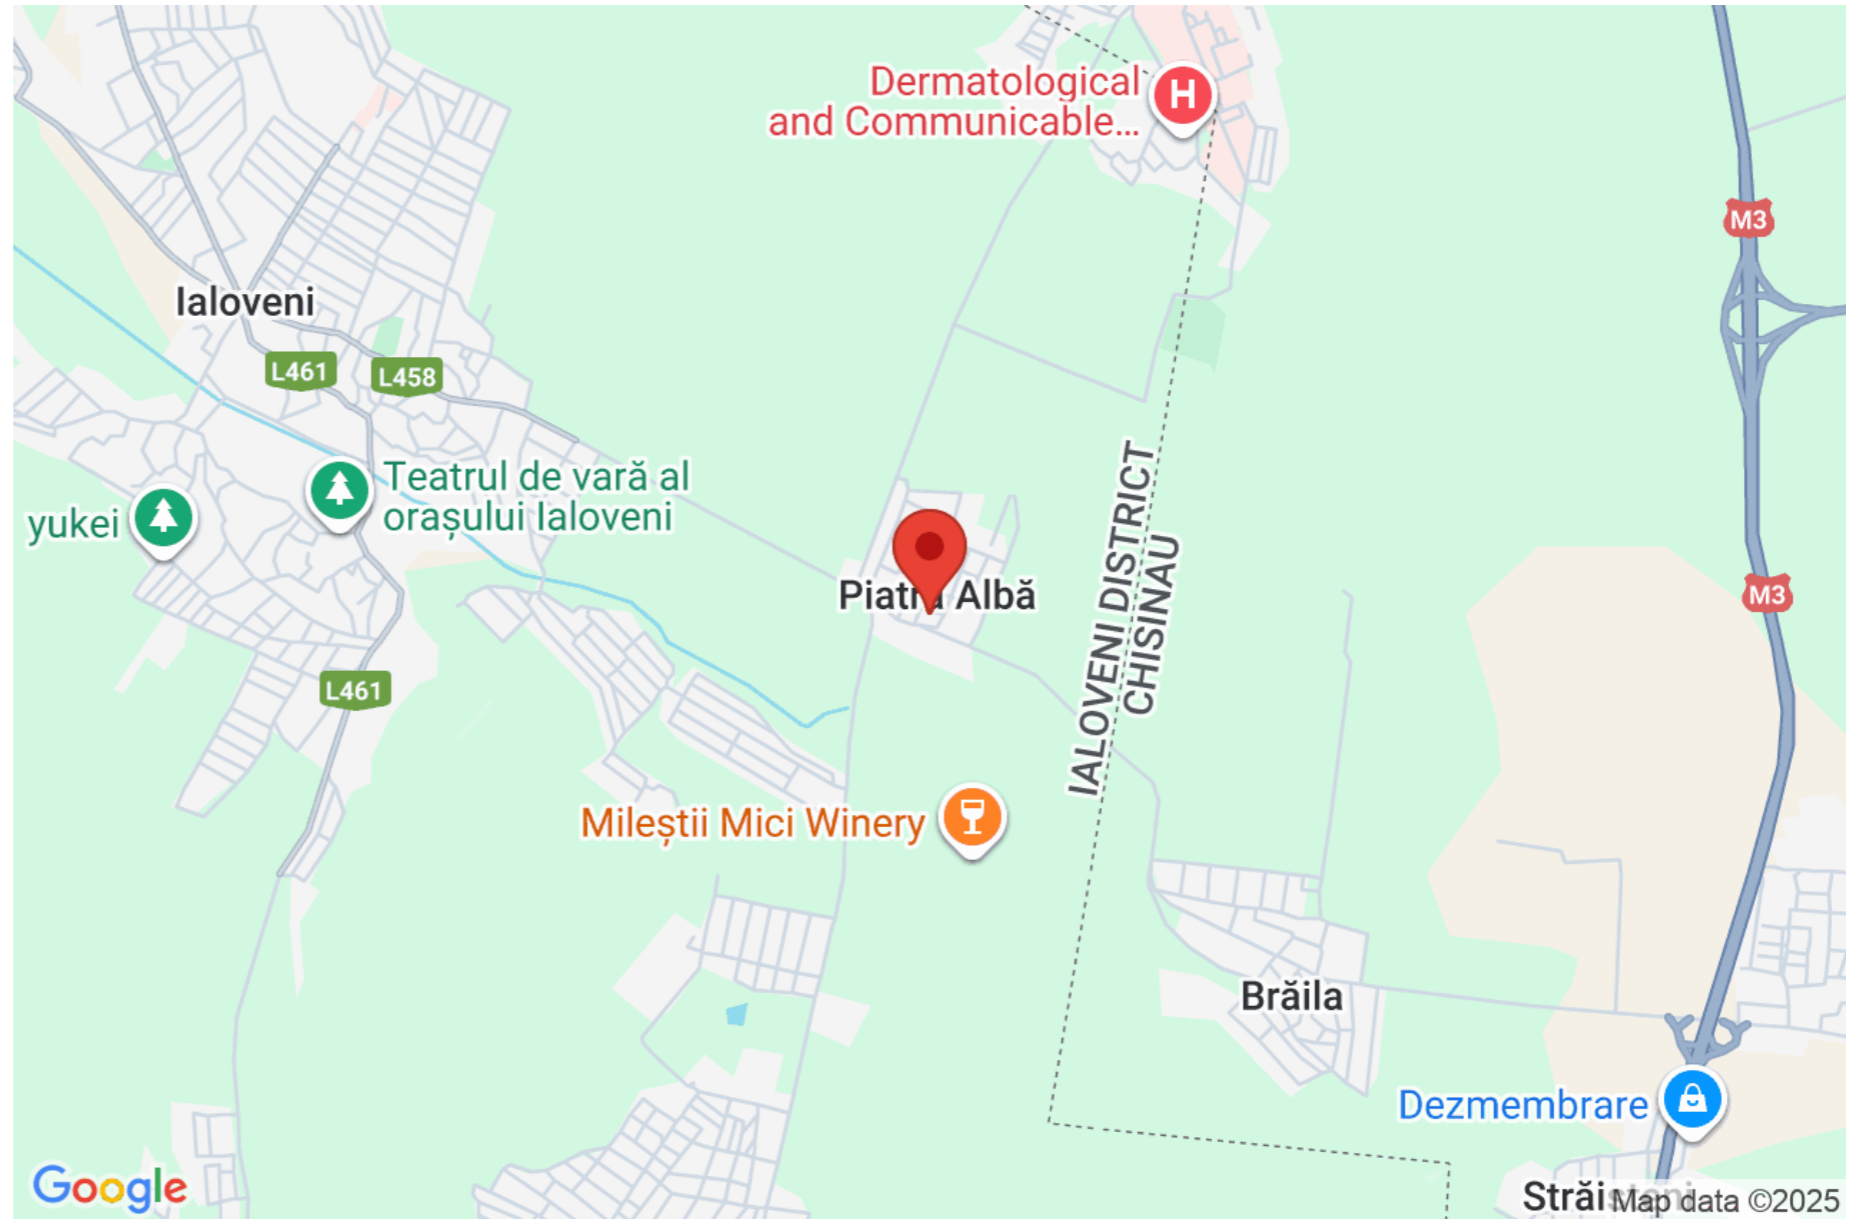 Dermatological
and Communicable...
H
M3
Ialoveni
L461
L458
Teatrul de vară al
orașului Ialoveni
yukei
Piatra Albă
M3
IALOVENI DISTRICT
CHISINAU
L461
Mileștii Mici Winery
Brăila
Dezmembrare
Google
Map data ©2025